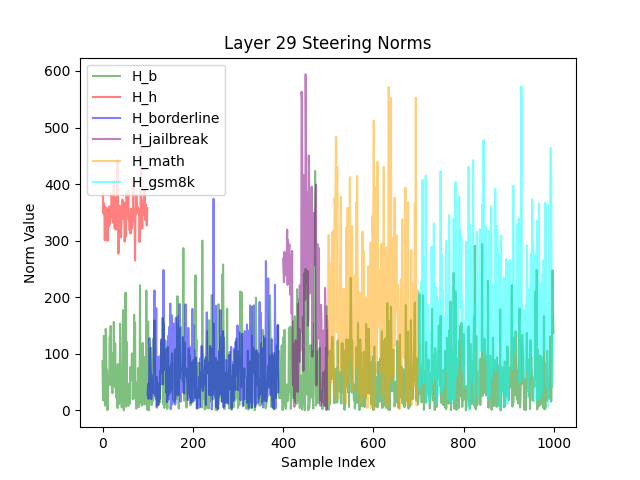 Layer 29 Steering Norms
H_b
H_h
H_borderline
H_jailbreak
H_math
H_gsm8k
Norm Value
600
500
400
300
200
100
0
0 200 400 600 800 1000
Sample Index